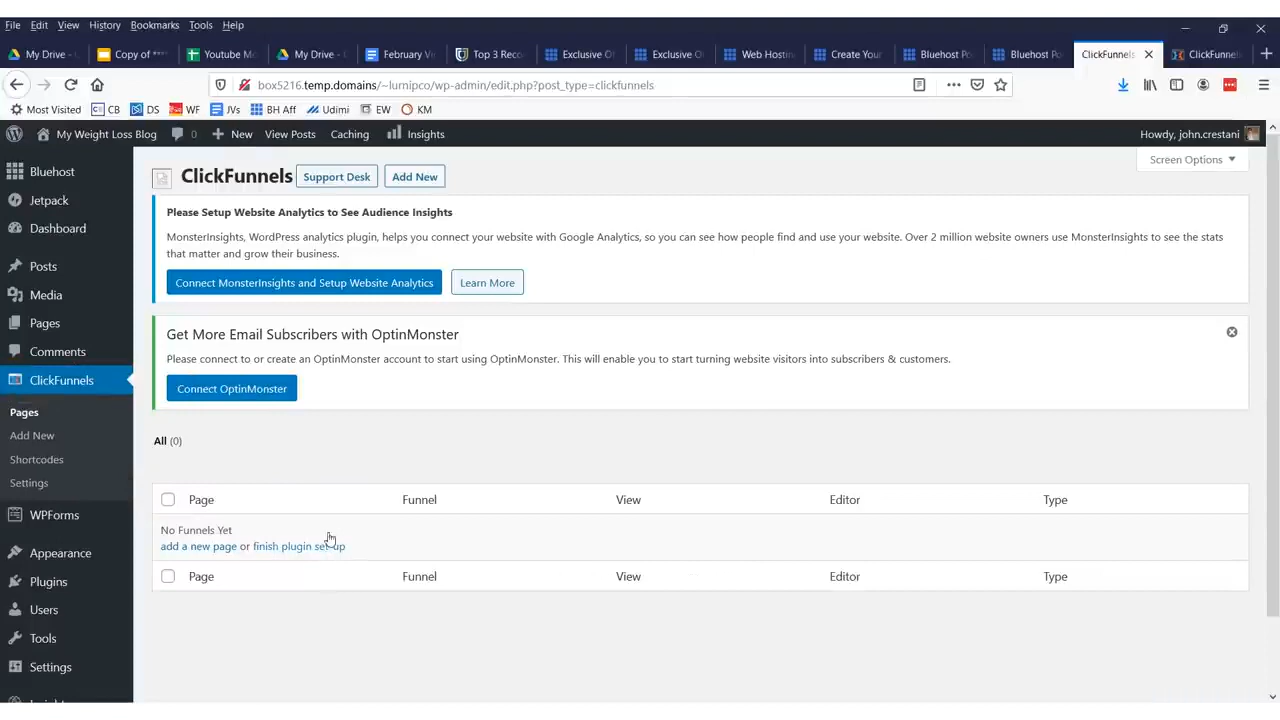 File Edit View History Bookmarks Tools Help
My Drive - Copy of **** Youtube M My Drive - February V Top 3 Reco Exclusive O Exclusive O Web Hostin Create Your Bluehost Po Bluehost Po ClickFunnels ClickFunnels
box5216.temp.domains/~lumipco/wp-admin/edit.php?post_type=clickfunnels
Most Visited CB DS WF JVs BH Aff Udimi EW KM
My Weight Loss Blog 0 New View Posts Caching Insights Howdy, john.crestani
Screen Options
Bluehost
Jetpack
Dashboard
Posts
Media
Pages
Comments
ClickFunnels
Pages
Add New
Shortcodes
Settings
WPForms
Appearance
Plugins
Users
Tools
Settings
ClickFunnels Support Desk Add New
Please Setup Website Analytics to See Audience Insights
MonsterInsights, WordPress analytics plugin, helps you connect your website with Google Analytics, so you can see how people find and use your website. Over 2 million website owners use MonsterInsights to see the stats
that matter and grow their business.
Connect MonsterInsights and Setup Website Analytics Learn More
Get More Email Subscribers with OptinMonster
Please connect to or create an OptinMonster account to start using OptinMonster. This will enable you to start turning website visitors into subscribers & customers.
Connect OptinMonster
All (0)
Page Funnel View Editor Type
No Funnels Yet
add a new page or finish plugin set-up
Page Funnel View Editor Type